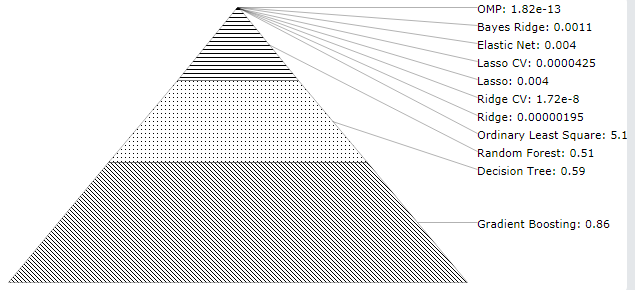 OMP: 1.82e-13
Bayes Ridge: 0.0011
Elastic Net: 0.004
Lasso CV: 0.0000425
Lasso: 0.004
Ridge CV: 1.72e-8
Ridge: 0.00000195
Ordinary Least Square: 5.1
Random Forest: 0.51
Decision Tree: 0.59
Gradient Boosting: 0.86